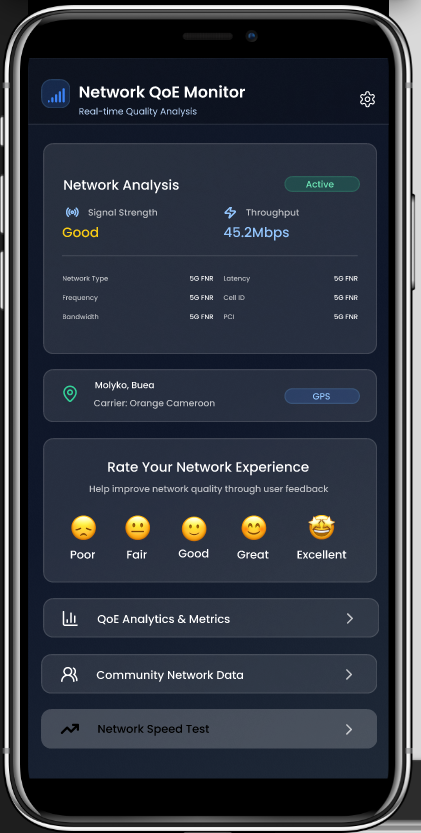 Network QoE Monitor
Real-time Quality Analysis
Network Analysis
Active
Signal Strength
Throughput
Good
45.2Mbps
Network Type 5G FNR Latency 5G FNR
Frequency 5G FNR Cell ID 5G FNR
Bandwidth 5G FNR PCI 5G FNR
Molyko, Buea
Carrier: Orange Cameroon
GPS
Rate Your Network Experience
Help improve network quality through user feedback
Poor Fair Good Great Excellent
QoE Analytics & Metrics
Community Network Data
Network Speed Test